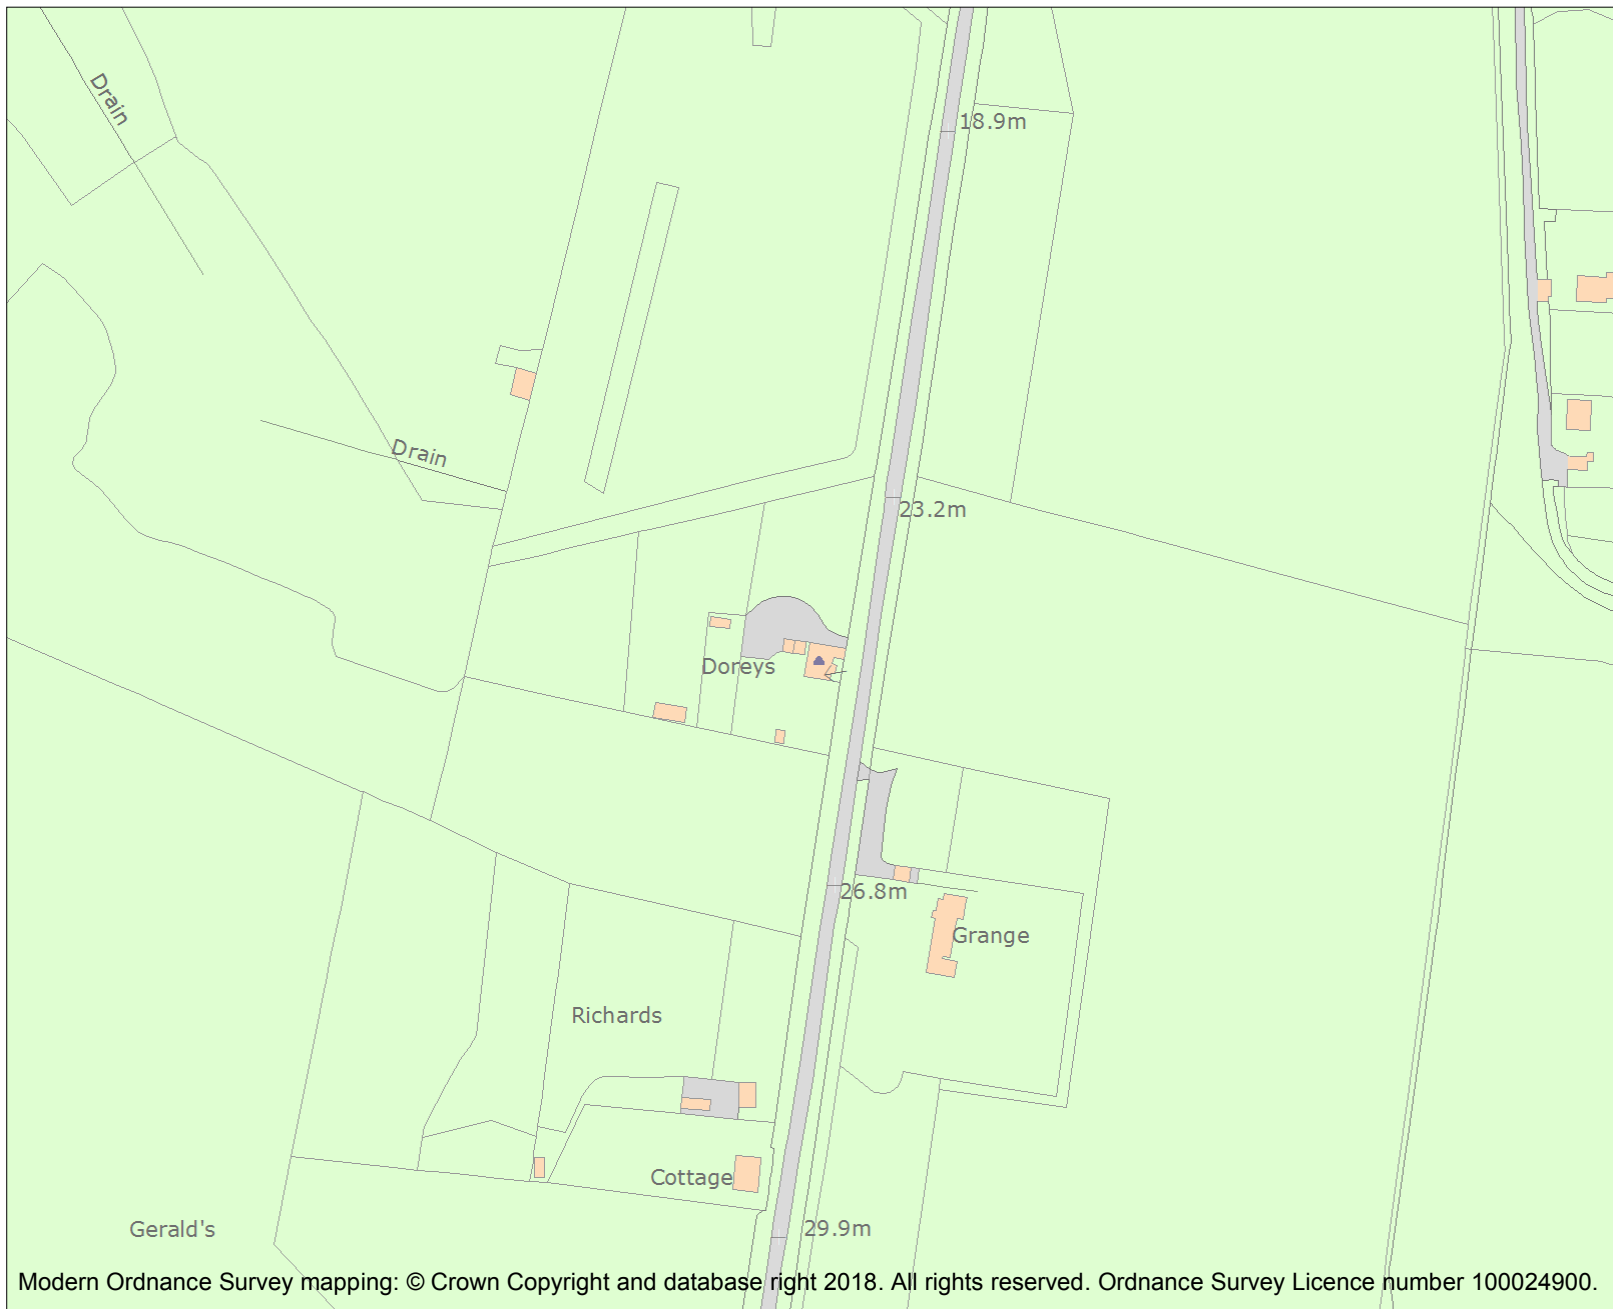 Drain
18.9m
Drain
23.2m
Doreys
26.8m
Grange
Richards
Cottage
Gerald's
29.9m
Modern Ordnance Survey mapping: © Crown Copyright and database right 2018. All rights reserved. Ordnance Survey Licence number 100024900.